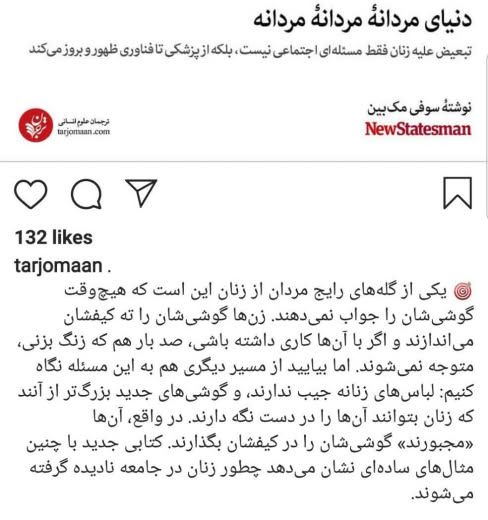 دنیای مردانهٔ مردانهٔ مردانه
تبعیض علیه زنان فقط مسئله‌ای اجتماعی نیست، بلکه از پزشکی تا فناوری ظهور و بروز می‌کند
نوشتهٔ سوفی مک‌بین
NewStatesman
ترجمان علوم انسانی
tarjomaan.com
132 likes
tarjomaan .
🎯 یکی از گله‌های رایج مردان از زنان این است که هیچ‌وقت
گوشی‌شان را جواب نمی‌دهند. زن‌ها گوشی‌شان را ته کیفشان
می‌اندازند و اگر با آن‌ها کاری داشته باشی، صد بار هم که زنگ بزنی،
متوجه نمی‌شوند. اما بیایید از مسیر دیگری هم به این مسئله نگاه
کنیم: لباس‌های زنانه جیب ندارند، و گوشی‌های جدید بزرگ‌تر از آنند
که زنان بتوانند آن‌ها را در دست نگه دارند. در واقع، آن‌ها
«مجبورند» گوشی‌شان را در کیفشان بگذارند. کتابی جدید با چنین
مثال‌های ساده‌ای نشان می‌دهد چطور زنان در جامعه نادیده گرفته
می‌شوند.